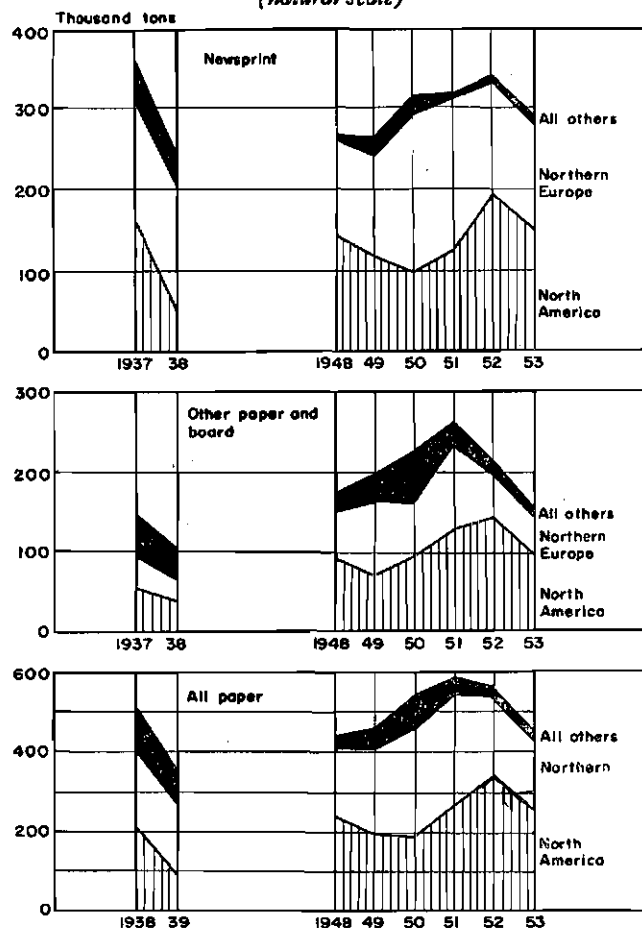 (natural scale)
Thousand tons
400
Newsprint
300
All others
200
Northern
Europe
100
North
America
0
1937 38 1948 49 50 51 52 53
300
Other paper and
board
200
All others
100
Northern
Europe
North
America
0
1937 38 1948 49 50 51 52 53
600
All paper
400
All others
Northern
200
North
America
0
1938 39 1948 49 50 51 52 53